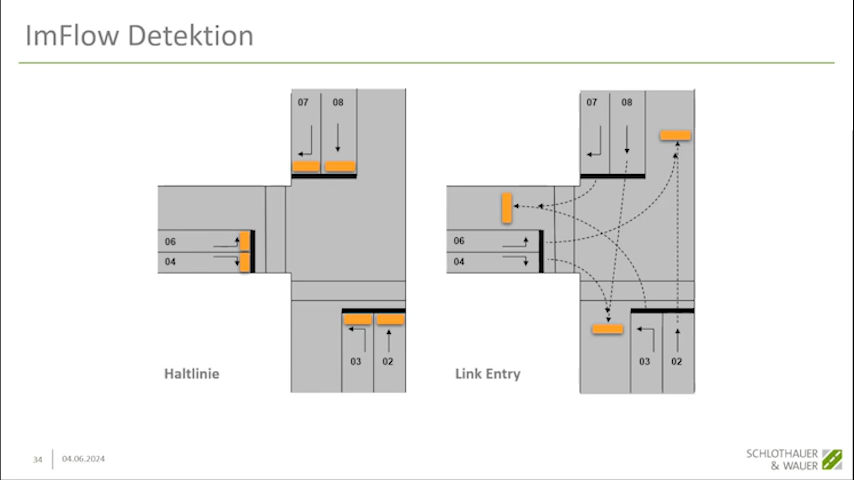 ImFlow Detektion
07 08
06
04
03 02
Haltlinie
07 08
06
04
03 02
Link Entry
34 04.06.2024
SCHLOTHAUER
& WAUER